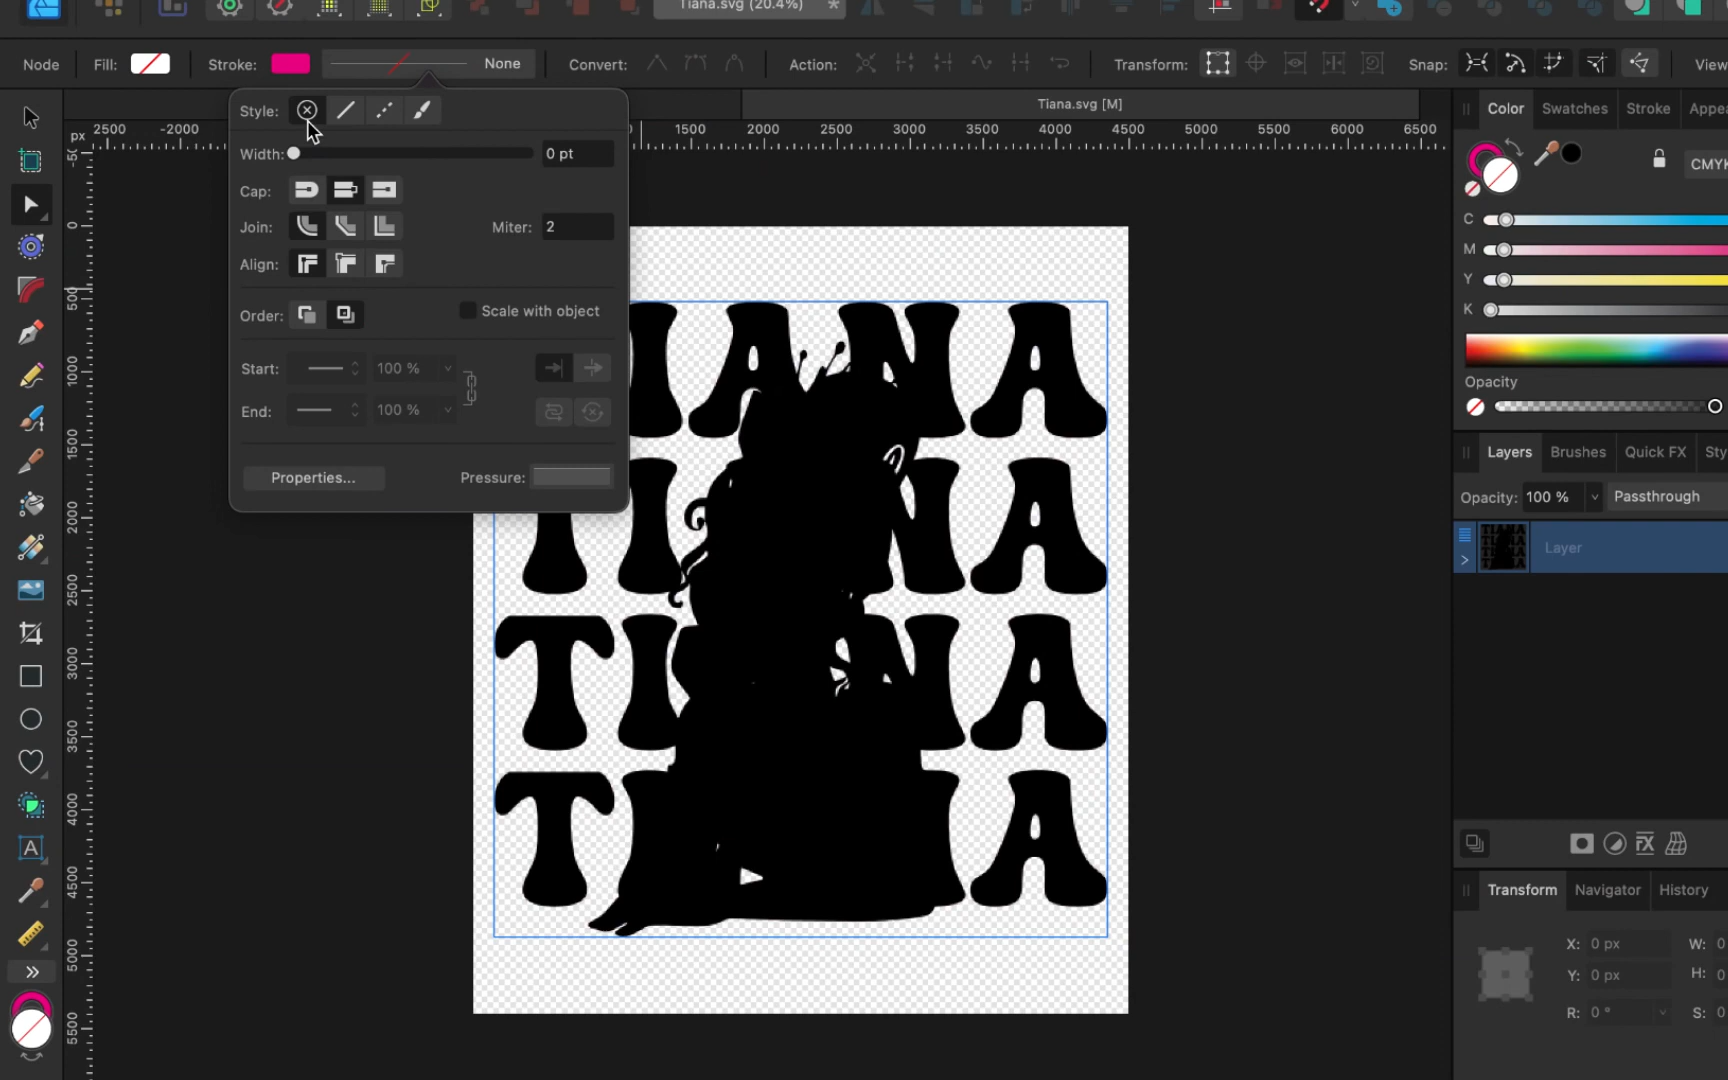 Tiana.svg (20.4%) *
Node Fill: Stroke: None Convert: Action: Transform: Snap: View
Tiana.svg [M]
Style:
px 2500 -2000 1500 2000 2500 3000 3500 4000 4500 5000 5500 6000 6500
Width: 0 pt
Cap:
Join: Miter: 2
Align:
Order: Scale with object
Start: 100 %
End: 100 %
Properties... Pressure:
0
500
1000
1500
2000
2500
3000
3500
4000
4500
5000
5500
IANA
TIANA
TIANA
TI A
Color Swatches Stroke Appe
CMYK
C
M
Y
K
Opacity
Layers Brushes Quick FX Sty
Opacity: 100 % Passthrough
Layer
Transform Navigator History
X: 0 px W: 0
Y: 0 px H: 0
R: 0 ° S: 0